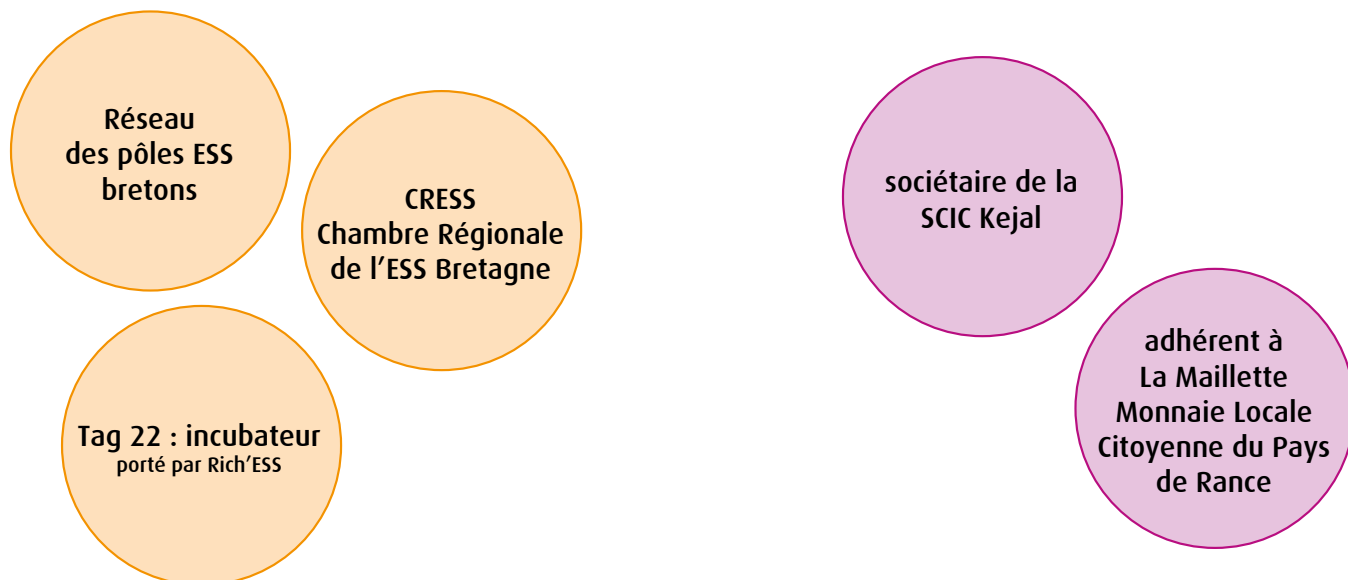 Réseau
des pôles ESS
bretons
CRESS
Chambre Régionale
de l'ESS Bretagne
Tag 22 : incubateur
porté par Rich'ESS
sociétaire de la
SCIC Kejal
adhérent à
La Maillette
Monnaie Locale
Citoyenne du Pays
de Rance